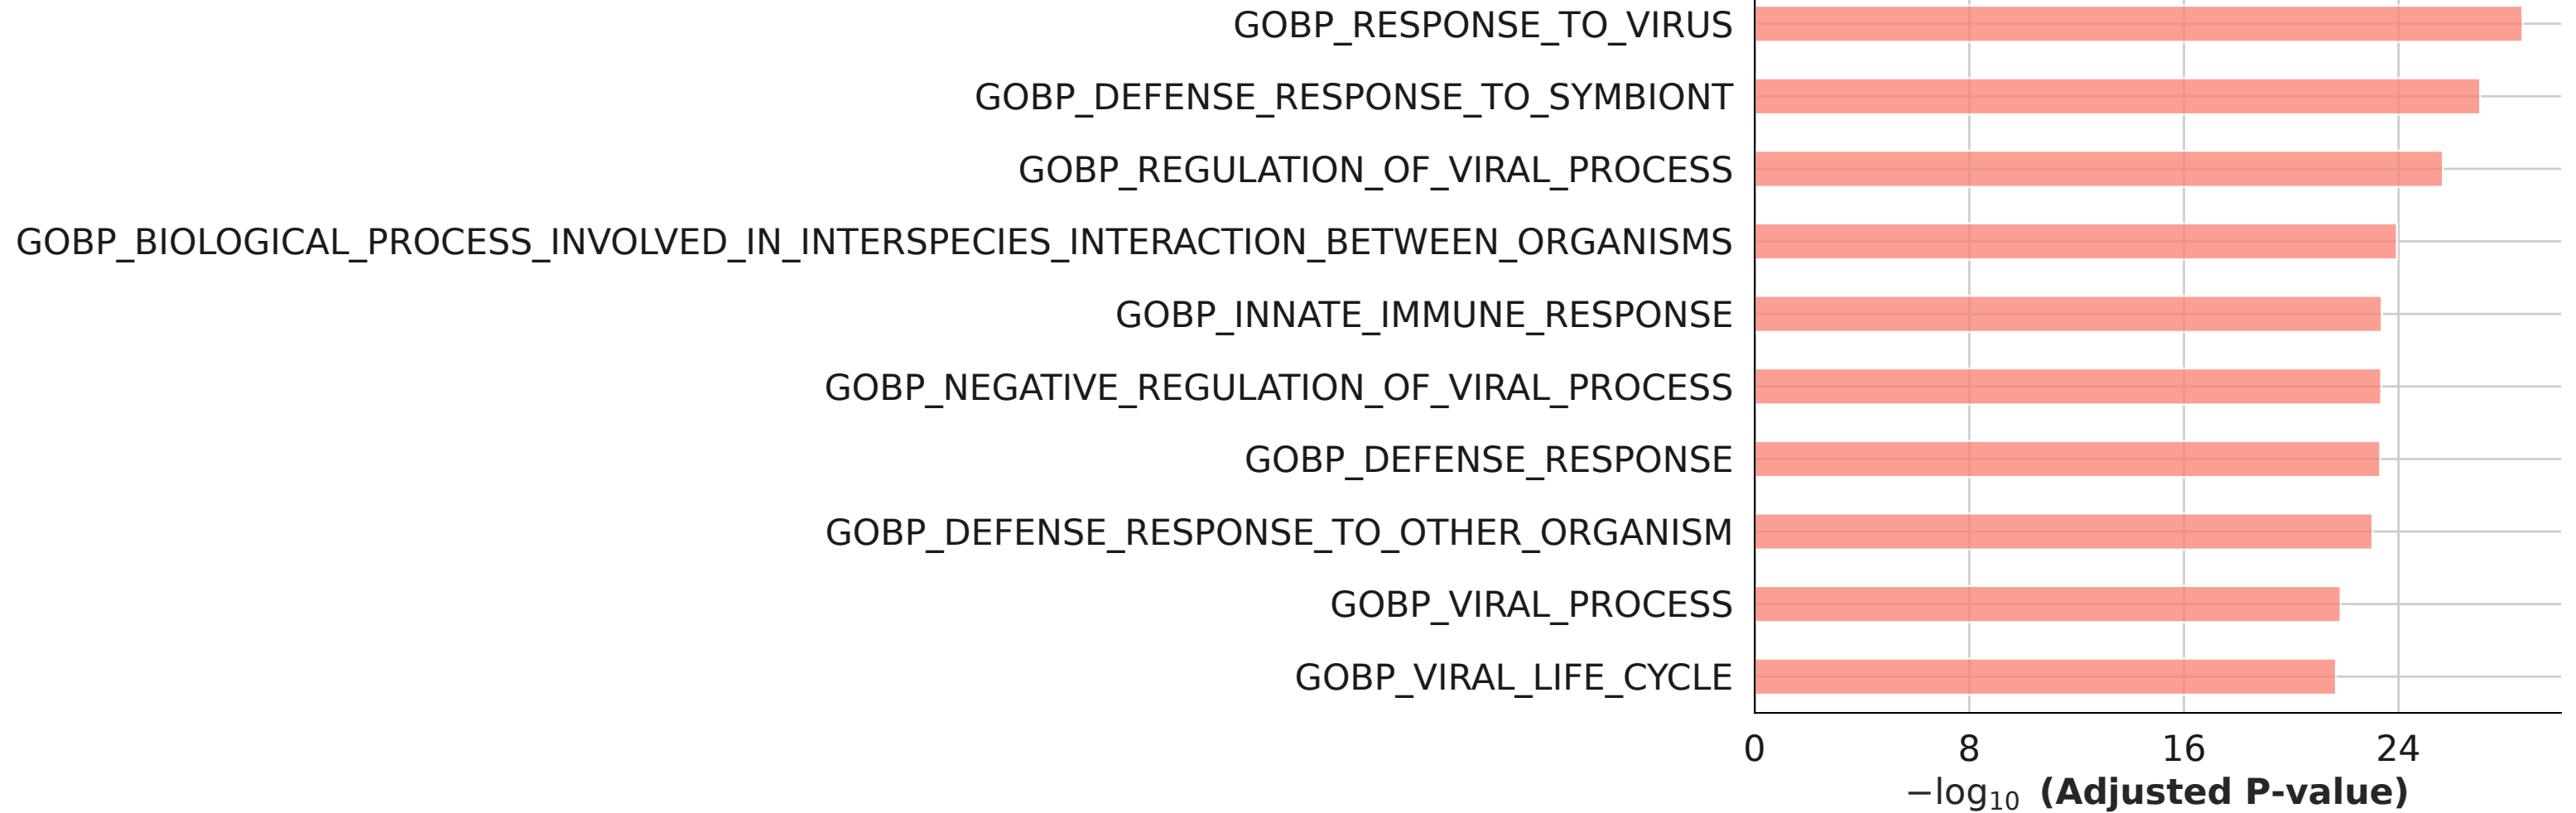 GOBP_RESPONSE_TO_VIRUS
GOBP_DEFENSE_RESPONSE_TO_SYMBIONT
GOBP_REGULATION_OF_VIRAL_PROCESS
GOBP_BIOLOGICAL_PROCESS_INVOLVED_IN_INTERSPECIES_INTERACTION_BETWEEN_ORGANISMS
GOBP_INNATE_IMMUNE_RESPONSE
GOBP_NEGATIVE_REGULATION_OF_VIRAL_PROCESS
GOBP_DEFENSE_RESPONSE
GOBP_DEFENSE_RESPONSE_TO_OTHER_ORGANISM
GOBP_VIRAL_PROCESS
GOBP_VIRAL_LIFE_CYCLE
0 8 16 24
−log₁₀ (Adjusted P-value)